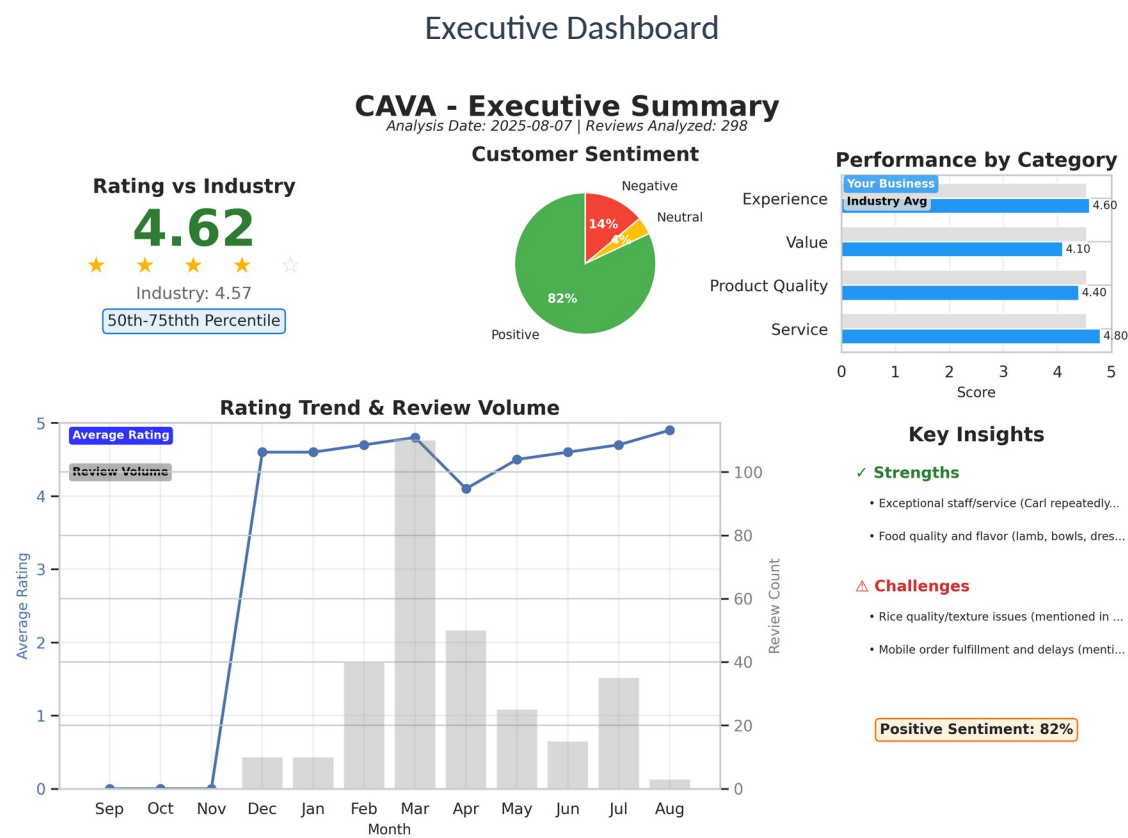 Executive Dashboard
CAVA - Executive Summary
Analysis Date: 2025-08-07 | Reviews Analyzed: 298
Rating vs Industry
4.62
★ ★ ★ ★ ☆
Industry: 4.57
50th-75thth Percentile
Customer Sentiment
Negative
Neutral
14%
4%
82%
Positive
Performance by Category
Your Business
Industry Avg
Experience
4.60
Value
4.10
Product Quality
4.40
Service
4.80
0 1 2 3 4 5
Score
Rating Trend & Review Volume
Average Rating
Review Volume
5
4
3
2
1
0
Average Rating
100
80
60
40
20
0
Review Count
Sep Oct Nov Dec Jan Feb Mar Apr May Jun Jul Aug
Month
Key Insights
✓ Strengths
• Exceptional staff/service (Carl repeatedly...
• Food quality and flavor (lamb, bowls, dres...
⚠ Challenges
• Rice quality/texture issues (mentioned in ...
• Mobile order fulfillment and delays (menti...
Positive Sentiment: 82%